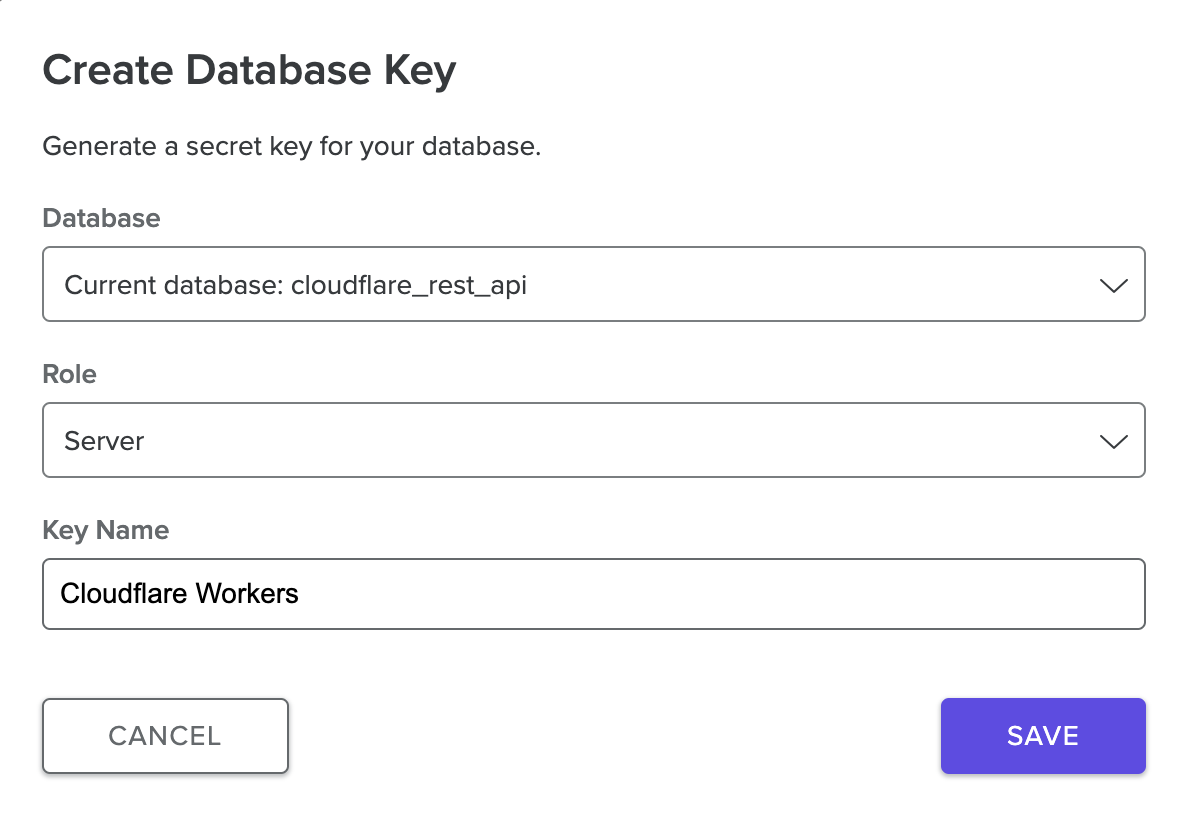 Create Database Key
Generate a secret key for your database.
Database
Current database: cloudflare_rest_api
Role
Server
Key Name
Cloudflare Workers
CANCEL
SAVE